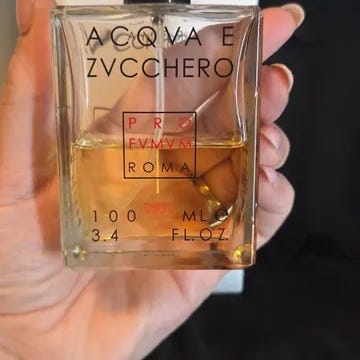 ACQVA E
ZVCCHERO
PRO
FVMVM
ROMA
100 ML ℮
3.4 FL.OZ.